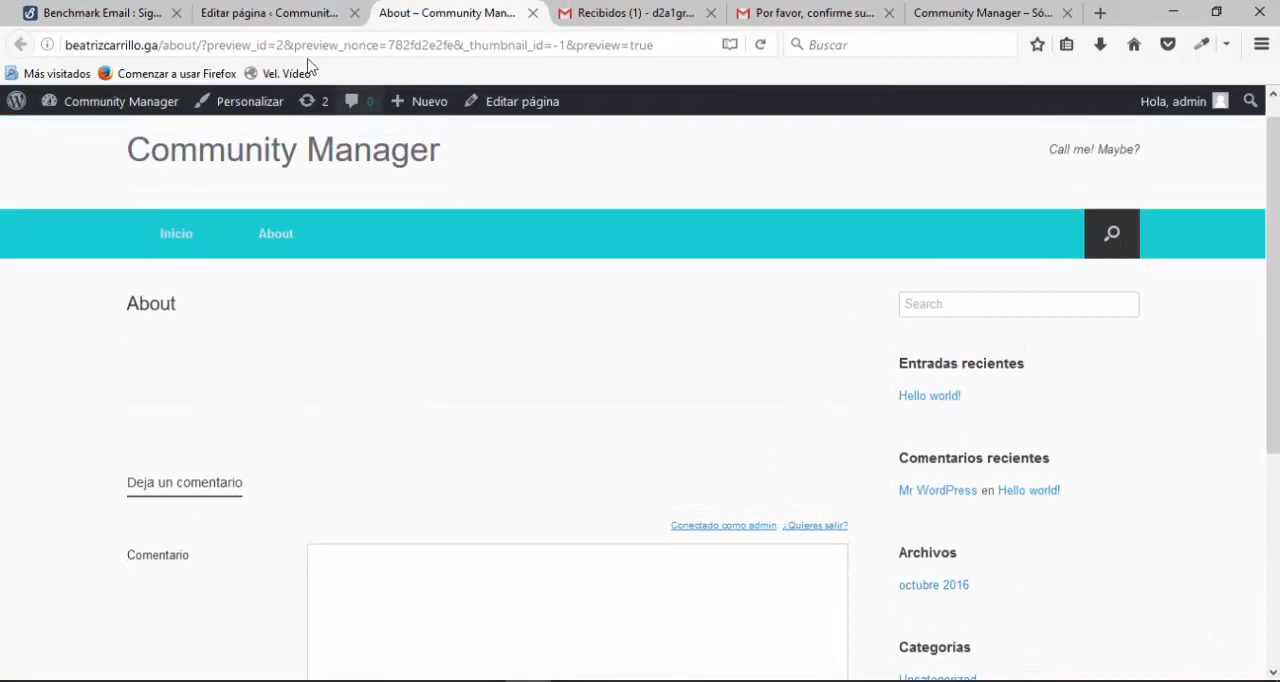 Benchmark Email : Sig...
Editar página ‹ Communit...
About – Community Man...
Recibidos (1) - d2a1gr...
Por favor, confirme su...
Community Manager – Só...
beatrizcarrillo.ga/about/?preview_id=2&preview_nonce=782fd2e2fe&_thumbnail_id=-1&preview=true
Buscar
Más visitados
Comenzar a usar Firefox
Vel. Vídeo
Community Manager
Personalizar
2
0
Nuevo
Editar página
Hola, admin
Community Manager
Call me! Maybe?
Inicio
About
About
Search
Entradas recientes
Hello world!
Comentarios recientes
Mr WordPress en Hello world!
Deja un comentario
Conectado como admin. ¿Quieres salir?
Comentario
Archivos
octubre 2016
Categorías
Uncategorized